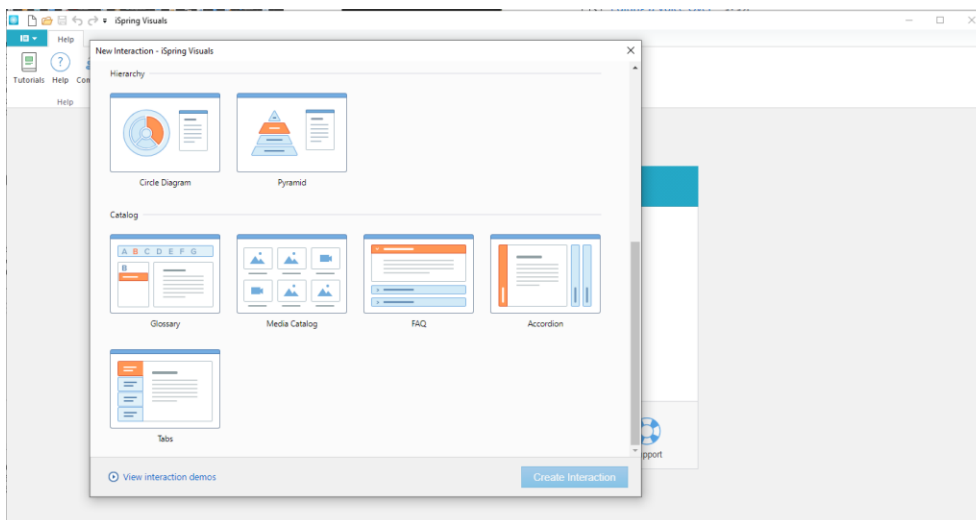 iSpring Visuals
Help
Tutorials Help
Help
New Interaction - iSpring Visuals
Hierarchy
Circle Diagram Pyramid
Catalog
A B C D E F G
B
Glossary Media Catalog FAQ Accordion
Tabs
View interaction demos Create Interaction